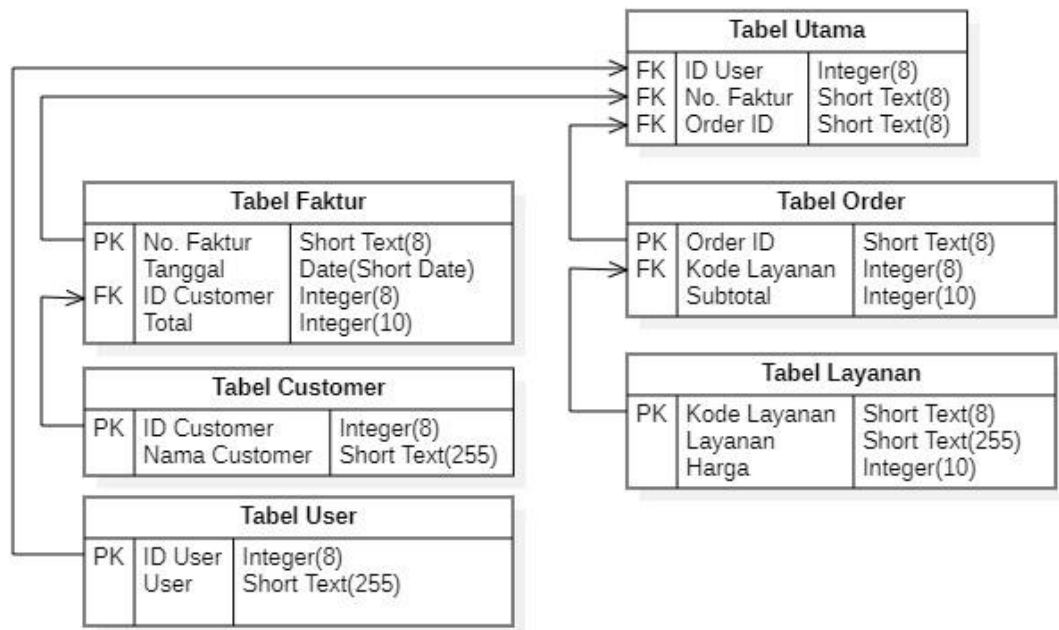 Tabel Utama
FK ID User Integer(8)
FK No. Faktur Short Text(8)
FK Order ID Short Text(8)
Tabel Faktur
PK No. Faktur Short Text(8)
Tanggal Date(Short Date)
FK ID Customer Integer(8)
Total Integer(10)
Tabel Order
PK Order ID Short Text(8)
FK Kode Layanan Integer(8)
Subtotal Integer(10)
Tabel Customer
PK ID Customer Integer(8)
Nama Customer Short Text(255)
Tabel Layanan
PK Kode Layanan Short Text(8)
Layanan Short Text(255)
Harga Integer(10)
Tabel User
PK ID User Integer(8)
User Short Text(255)